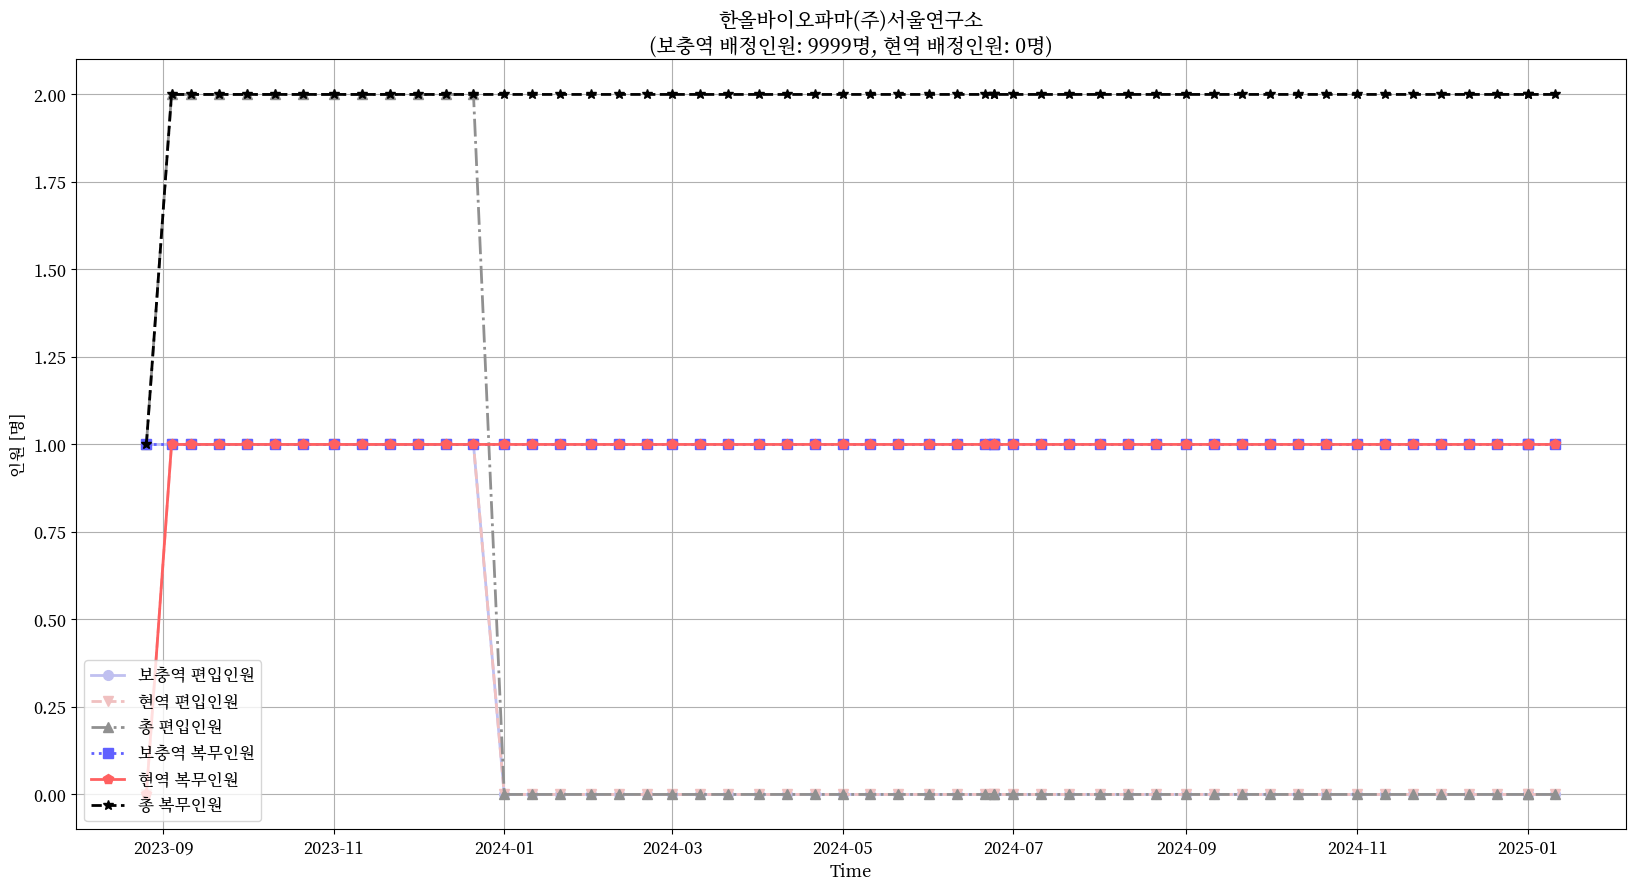 한올바이오파마(주)서울연구소
(보충역 배정인원: 9999명, 현역 배정인원: 0명)
2.00
1.75
1.50
1.25
1.00
0.75
0.50
0.25
0.00
인원 [명]
보충역 편입인원
현역 편입인원
총 편입인원
보충역 복무인원
현역 복무인원
총 복무인원
2023-09 2023-11 2024-01 2024-03 2024-05 2024-07 2024-09 2024-11 2025-01
Time